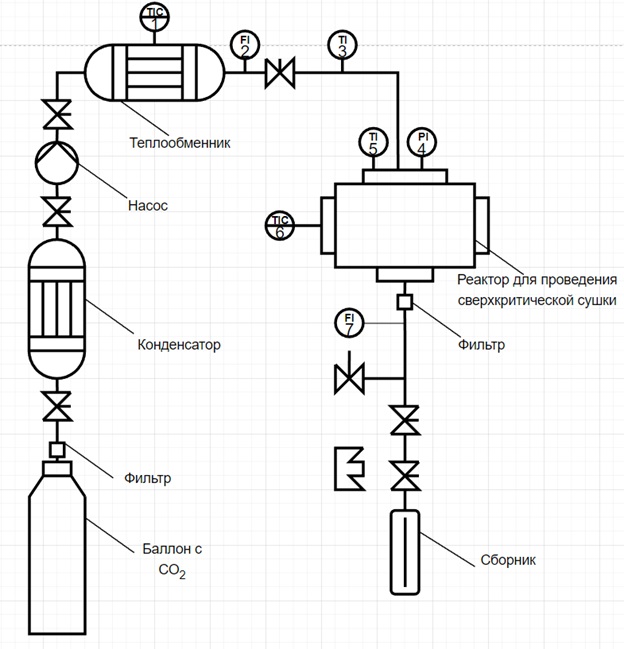 TIC
1
FI
2
TI
3
Теплообменник
TI
5
PI
4
Насос
TIC
6
Реактор для проведения
сверхкритической сушки
Конденсатор
FI
7
Фильтр
Фильтр
Баллон с
CO2
Сборник